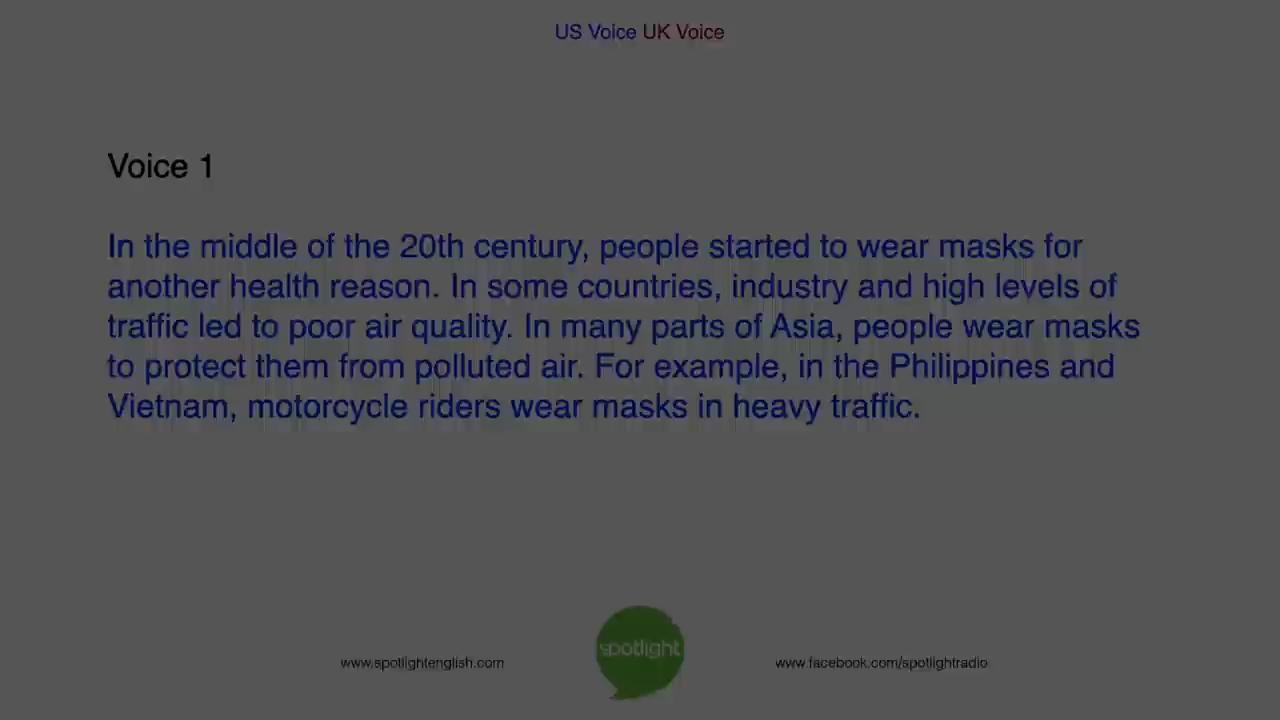 US Voice UK Voice
Voice 1
In the middle of the 20th century, people started to wear masks for
another health reason. In some countries, industry and high levels of
traffic led to poor air quality. In many parts of Asia, people wear masks
to protect them from polluted air. For example, in the Philippines and
Vietnam, motorcycle riders wear masks in heavy traffic.
www.spotlightenglish.com
spotlight
www.facebook.com/spotlightradio